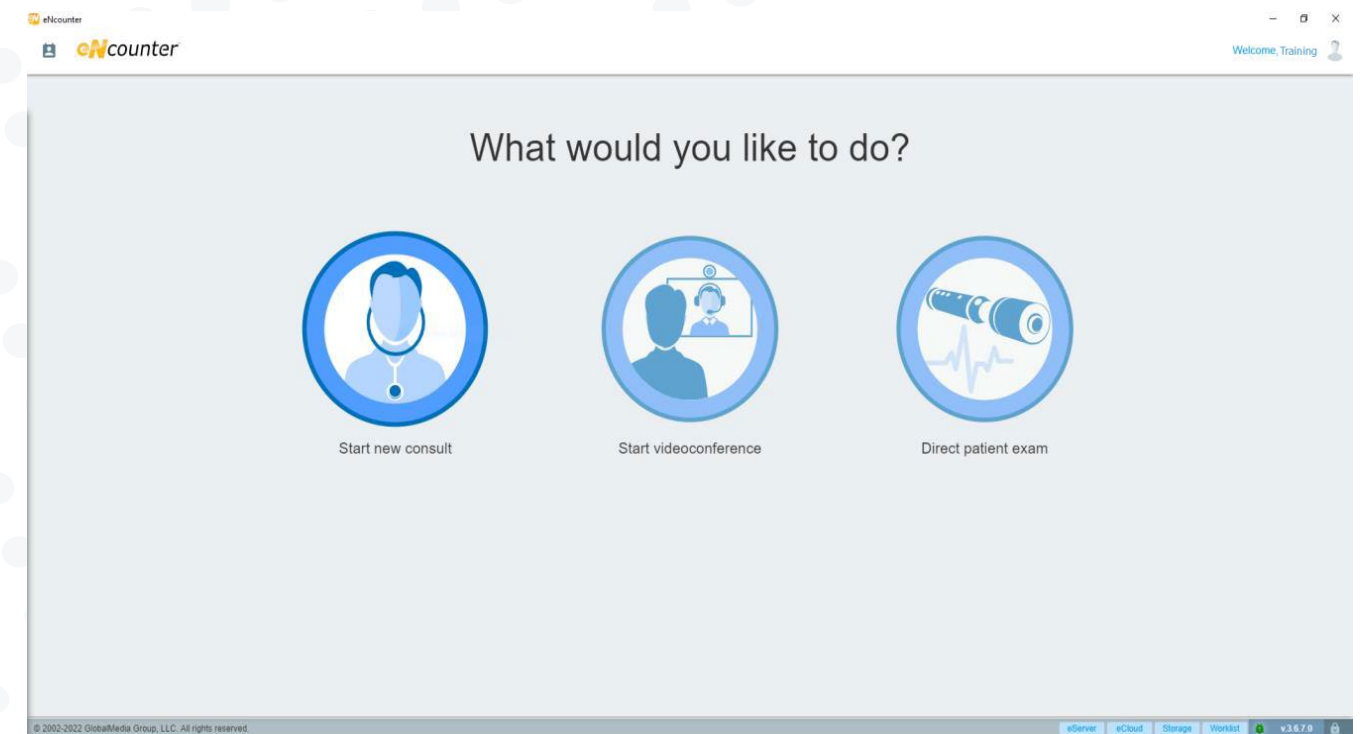 eNcounter
eNcounter
Welcome, Training
What would you like to do?
Start new consult
Start videoconference
Direct patient exam
© 2002-2022 GlobalMedia Group, LLC. All rights reserved.
eServer eCloud Storage Worklist v3.6.7.0